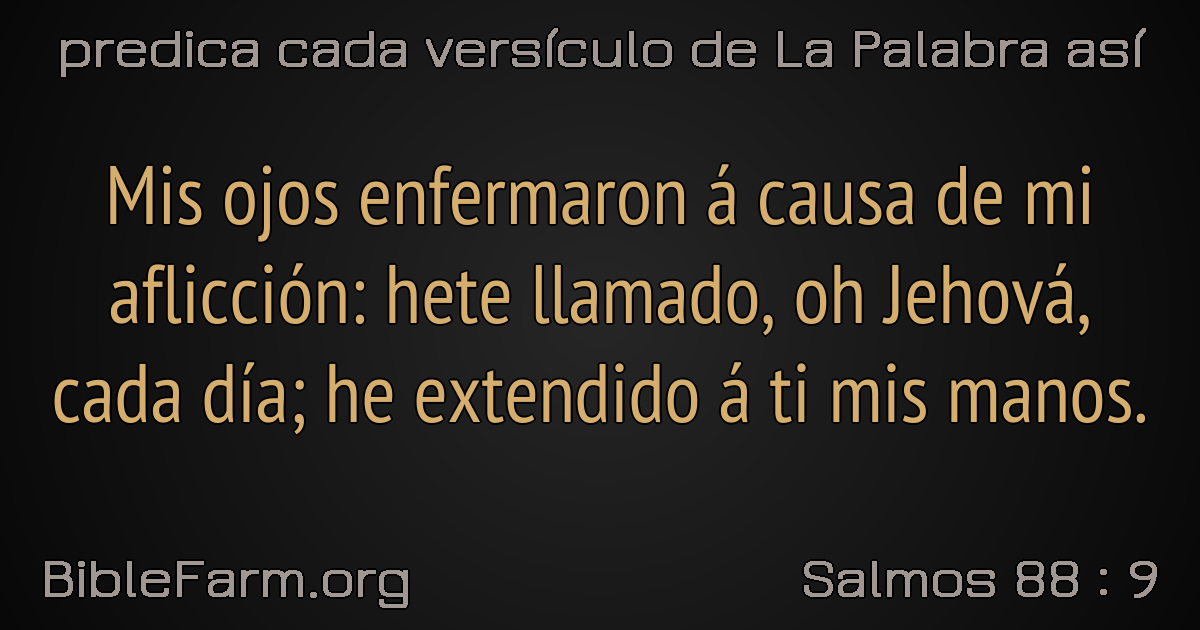 predica cada versículo de La Palabra así
Mis ojos enfermaron á causa de mi
aflicción: hete llamado, oh Jehová,
cada día; he extendido á ti mis manos.
BibleFarm.org
Salmos 88 : 9